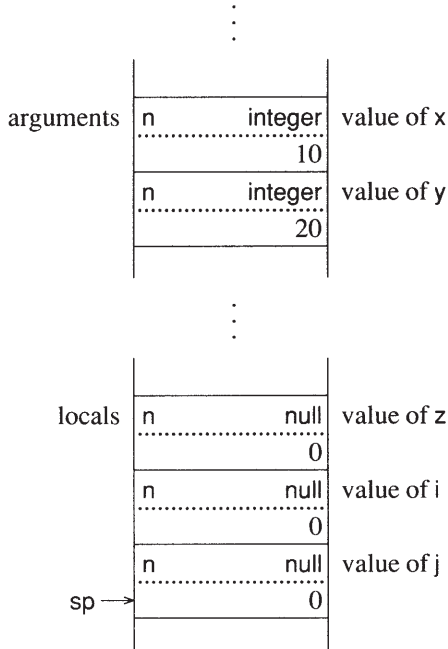 arguments n integer value of x
10
n integer value of y
20
locals n null value of z
0
n null value of i
0
n null value of j
sp 0